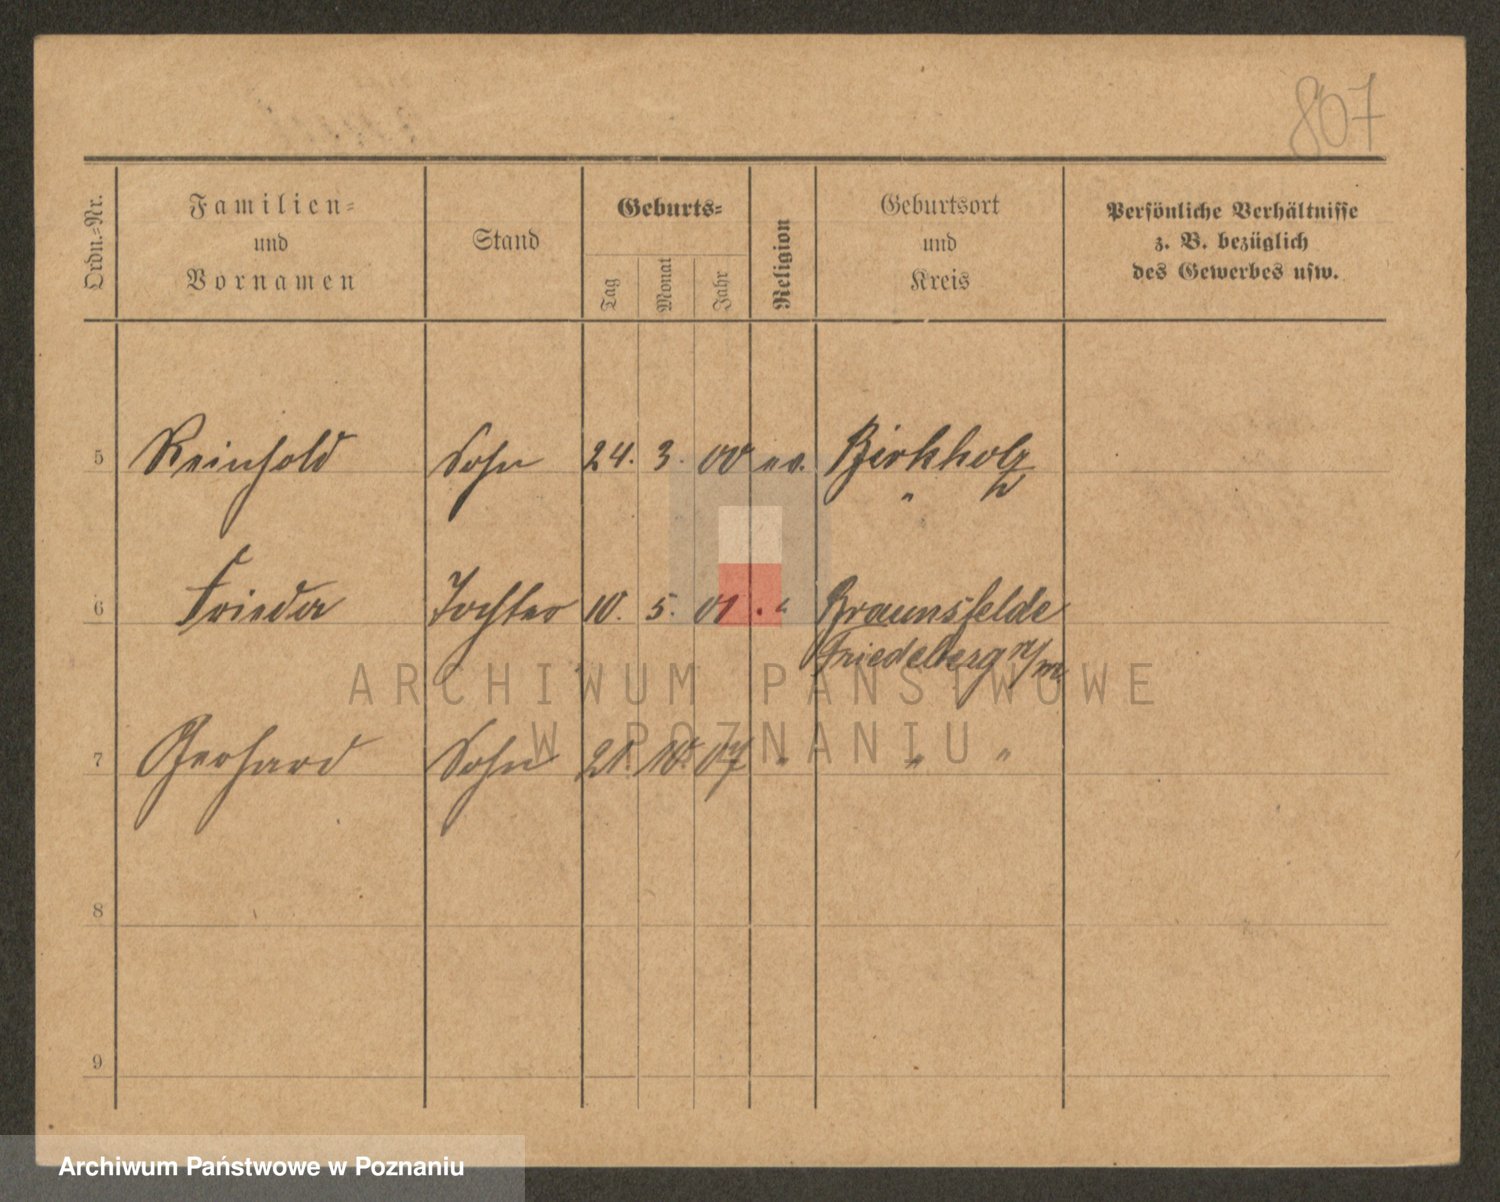 807
Ordn.-Nr.
Familien-
und
Vornamen
Stand
Geburts-
Tag
Monat
Jahr
Religion
Geburtsort
und
Kreis
Persönliche Verhältnisse
z. B. bezüglich
des Gewerbes usw.
5 Reinhold Sohn 24. 3. 00 ev. Birkholz
"
6 Frieda Tochter 10. 5. 01 . " Braunsfelde
Friedeberg n/m
ARCHIWUM PAŃSTWOWE
W POZNANIU
7 Gerhard Sohn 21. 10. 07 " " "
8
9
Archiwum Państwowe w Poznaniu